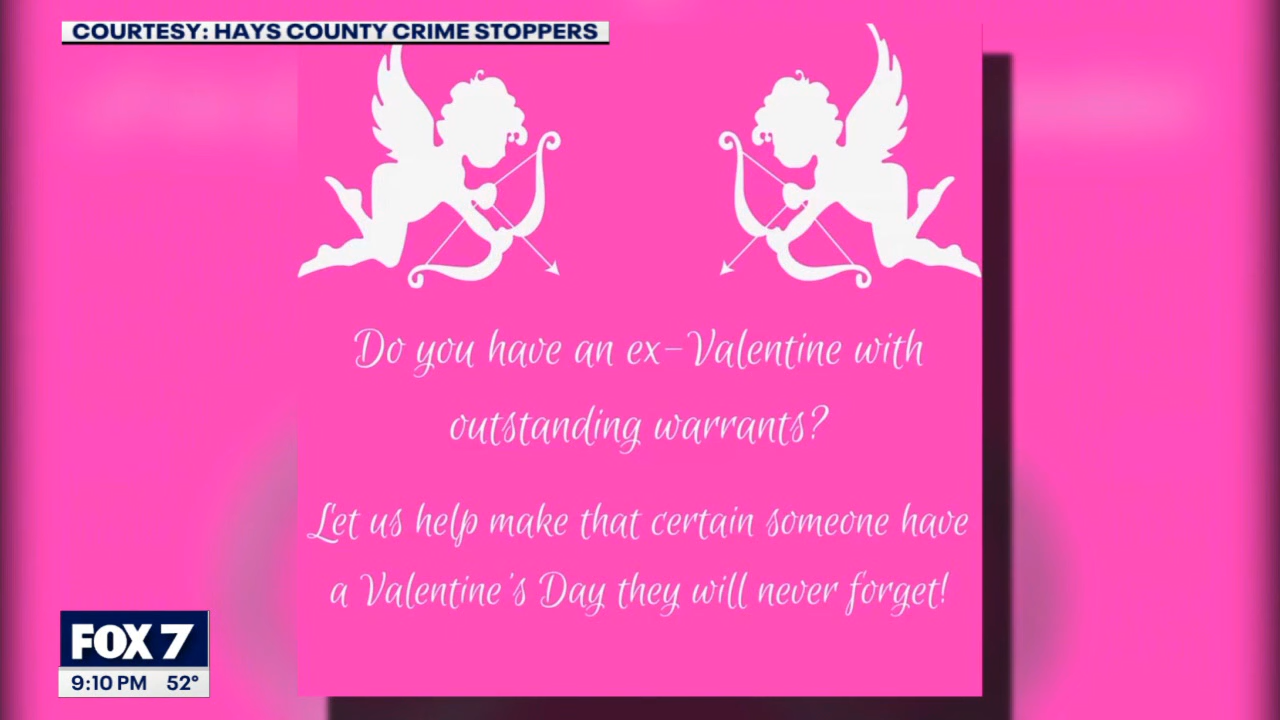 COURTESY: HAYS COUNTY CRIME STOPPERS
Do you have an ex-Valentine with
outstanding warrants?
Let us help make that certain someone have
a Valentine's Day they will never forget!
FOX 7
9:10 PM 52°